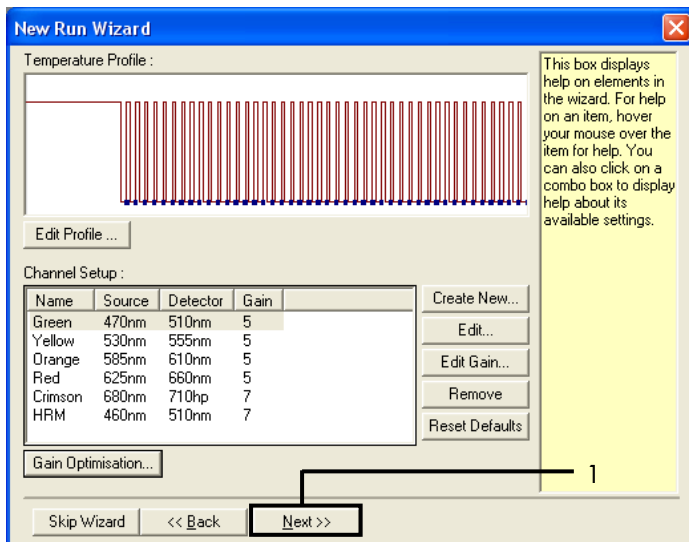 New Run Wizard
Temperature Profile :
This box displays
help on elements in
the wizard. For help
on an item, hover
your mouse over the
item for help. You
can also click on a
combo box to display
help about its
available settings.
Edit Profile ...
Channel Setup :
Name Source Detector Gain
Green 470nm 510nm 5
Yellow 530nm 555nm 5
Orange 585nm 610nm 5
Red 625nm 660nm 5
Crimson 680nm 710hp 7
HRM 460nm 510nm 7
Create New...
Edit...
Edit Gain...
Remove
Reset Defaults
Gain Optimisation...
1
Skip Wizard << Back Next >>